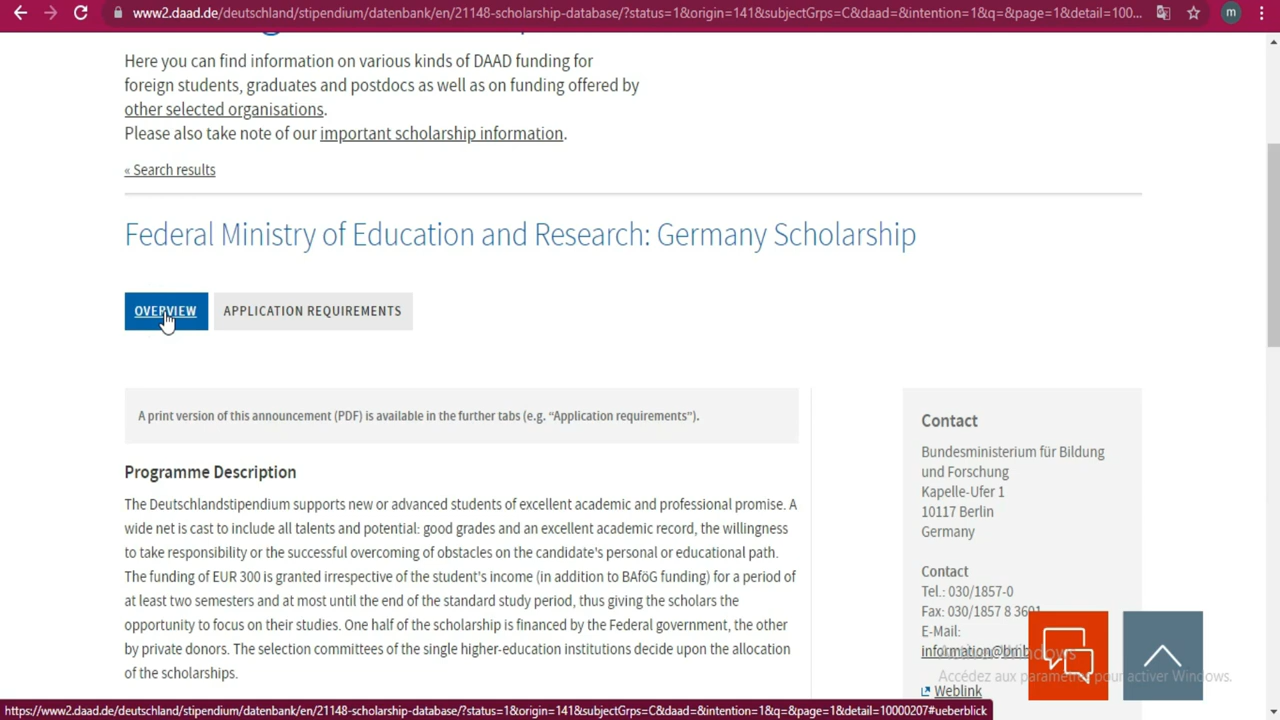 www2.daad.de/deutschland/stipendium/datenbank/en/21148-scholarship-database/?status=1&origin=141&subjectGrps=C&daad=&intention=1&q=&page=1&detail=100...
m
Here you can find information on various kinds of DAAD funding for
foreign students, graduates and postdocs as well as on funding offered by
other selected organisations.
Please also take note of our important scholarship information.
« Search results
Federal Ministry of Education and Research: Germany Scholarship
OVERVIEW
APPLICATION REQUIREMENTS
A print version of this announcement (PDF) is available in the further tabs (e.g. “Application requirements”).
Programme Description
The Deutschlandstipendium supports new or advanced students of excellent academic and professional promise. A
wide net is cast to include all talents and potential: good grades and an excellent academic record, the willingness
to take responsibility or the successful overcoming of obstacles on the candidate's personal or educational path.
The funding of EUR 300 is granted irrespective of the student's income (in addition to BAföG funding) for a period of
at least two semesters and at most until the end of the standard study period, thus giving the scholars the
opportunity to focus on their studies. One half of the scholarship is financed by the Federal government, the other
by private donors. The selection committees of the single higher-education institutions decide upon the allocation
of the scholarships.
Contact
Bundesministerium für Bildung
und Forschung
Kapelle-Ufer 1
10117 Berlin
Germany
Contact
Tel.: 030/1857-0
Fax: 030/1857 8 3601
E-Mail:
information@bmb
Weblink
Accédez aux paramètres pour activer Windows.
https://www2.daad.de/deutschland/stipendium/datenbank/en/21148-scholarship-database/?status=1&origin=141&subjectGrps=C&daad=&intention=1&q=&page=1&detail=10000207#ueberblick